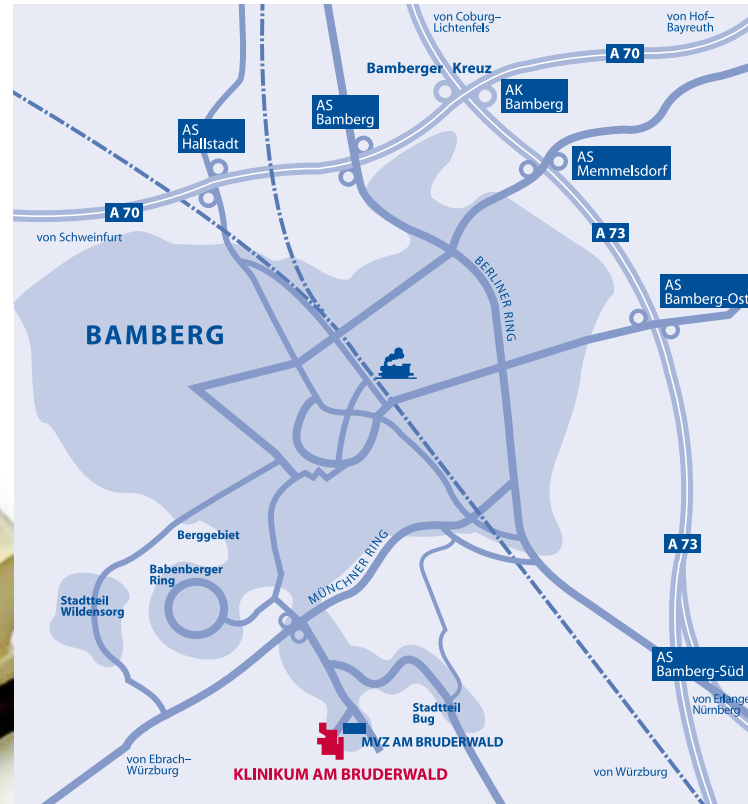 von Coburg–
Lichtenfels
von Hof–
Bayreuth
A 70
Bamberger Kreuz
AK
Bamberg
AS
Bamberg
AS
Hallstadt
AS
Memmelsdorf
A 70
von Schweinfurt
A 73
BERLINER RING
AS
Bamberg-Ost
BAMBERG
MÜNCHNER RING
Berggebiet
A 73
Babenberger
Ring
Stadtteil
Wildensorg
AS
Bamberg-Süd
von Erlange
Nürnberg
Stadtteil
Bug
MVZ AM BRUDERWALD
von Ebrach–
Würzburg
KLINIKUM AM BRUDERWALD
von Würzburg